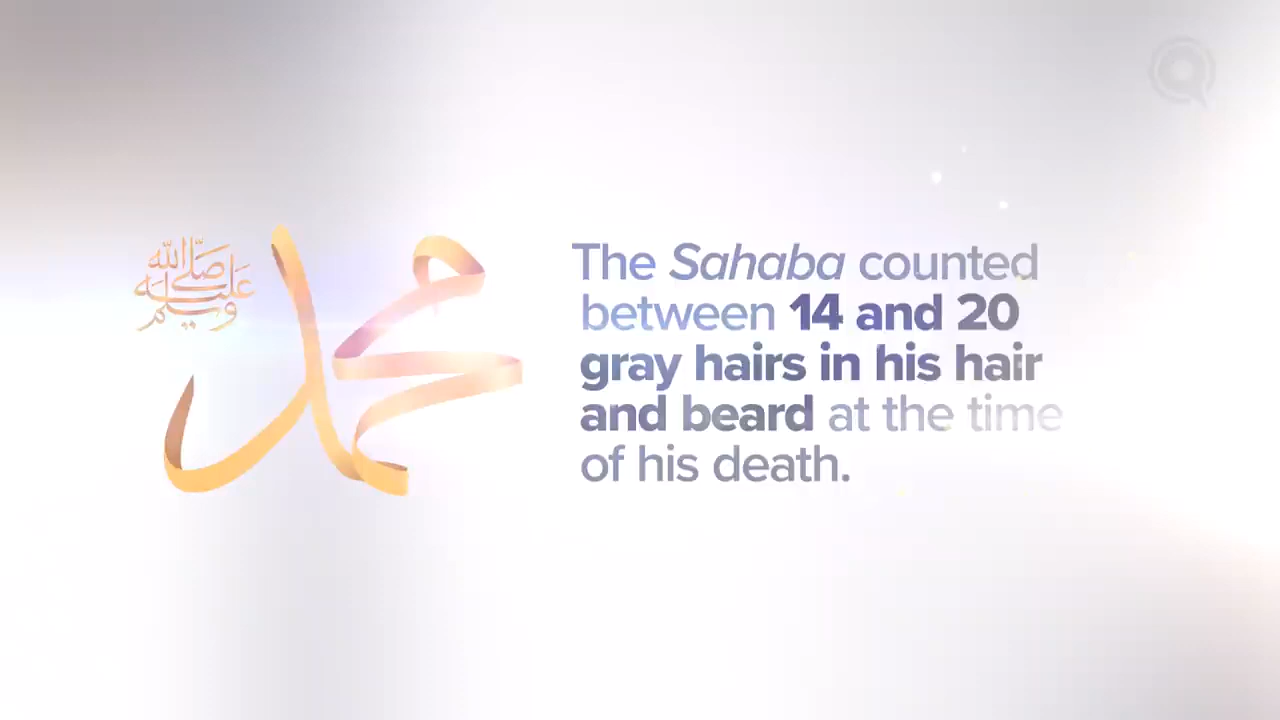 محمد
صلى الله
عليه
وسلم
The Sahaba counted
between 14 and 20
gray hairs in his hair
and beard at the time
of his death.